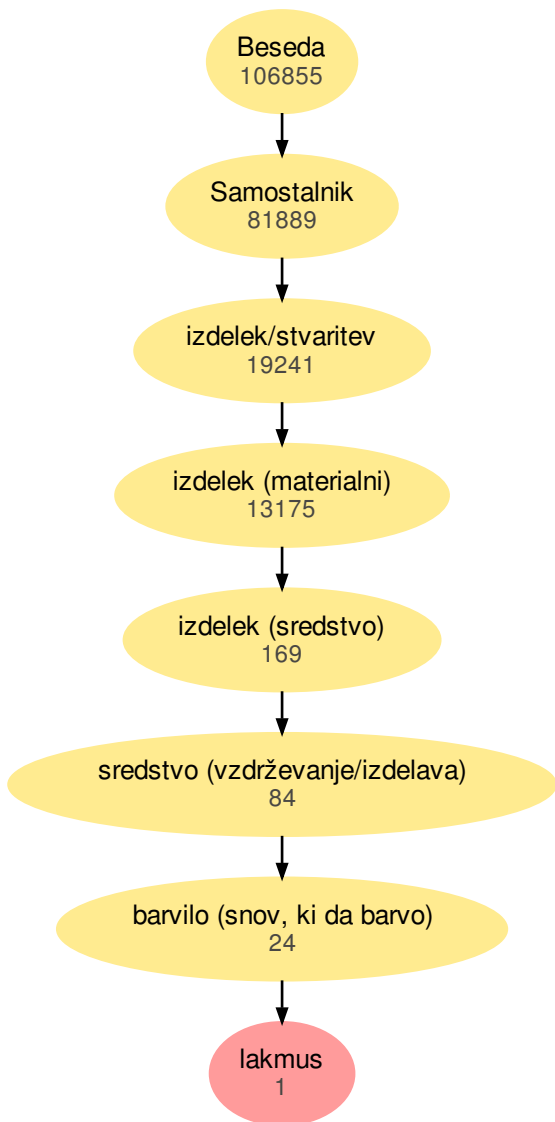 Beseda
106855
Samostalnik
81889
izdelek/stvaritev
19241
izdelek (materialni)
13175
izdelek (sredstvo)
169
sredstvo (vzdrževanje/izdelava)
84
barvilo (snov, ki da barvo)
24
lakmus
1